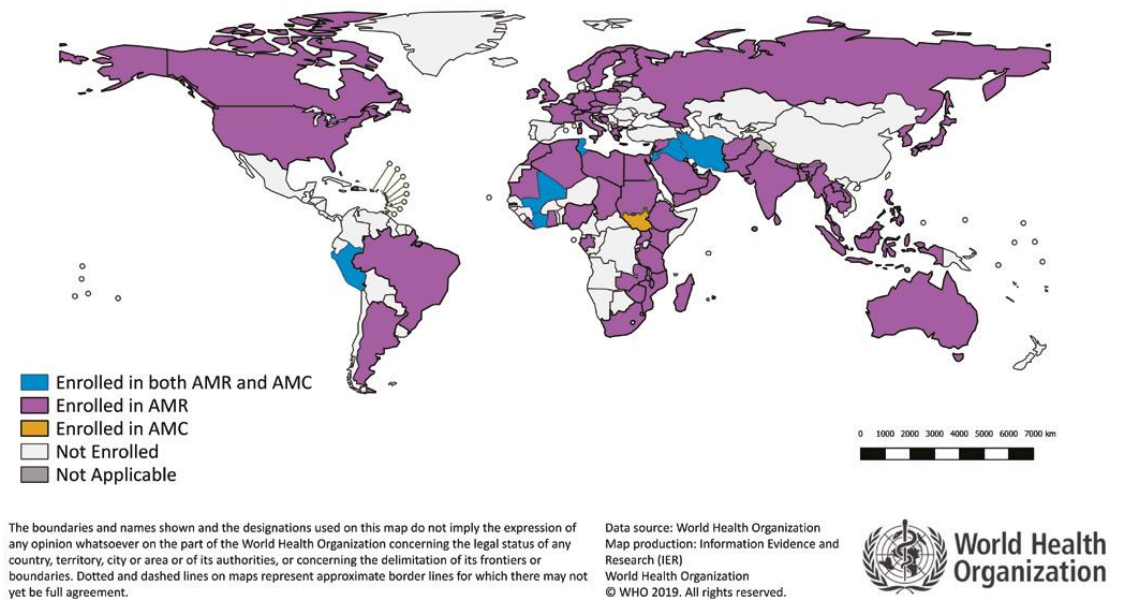 Enrolled in both AMR and AMC
Enrolled in AMR
Enrolled in AMC
Not Enrolled
Not Applicable
0 1000 2000 3000 4000 5000 6000 7000 km
The boundaries and names shown and the designations used on this map do not imply the expression of
any opinion whatsoever on the part of the World Health Organization concerning the legal status of any
country, territory, city or area or of its authorities, or concerning the delimitation of its frontiers or
boundaries. Dotted and dashed lines on maps represent approximate border lines for which there may not
yet be full agreement.
Data source: World Health Organization
Map production: Information Evidence and
Research (IER)
World Health Organization
© WHO 2019. All rights reserved.
World Health
Organization